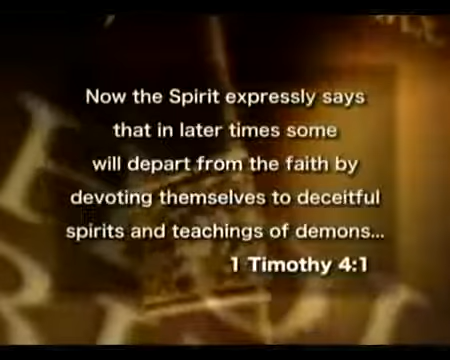 Now the Spirit expressly says
that in later times some
will depart from the faith by
devoting themselves to deceitful
spirits and teachings of demons...
1 Timothy 4:1